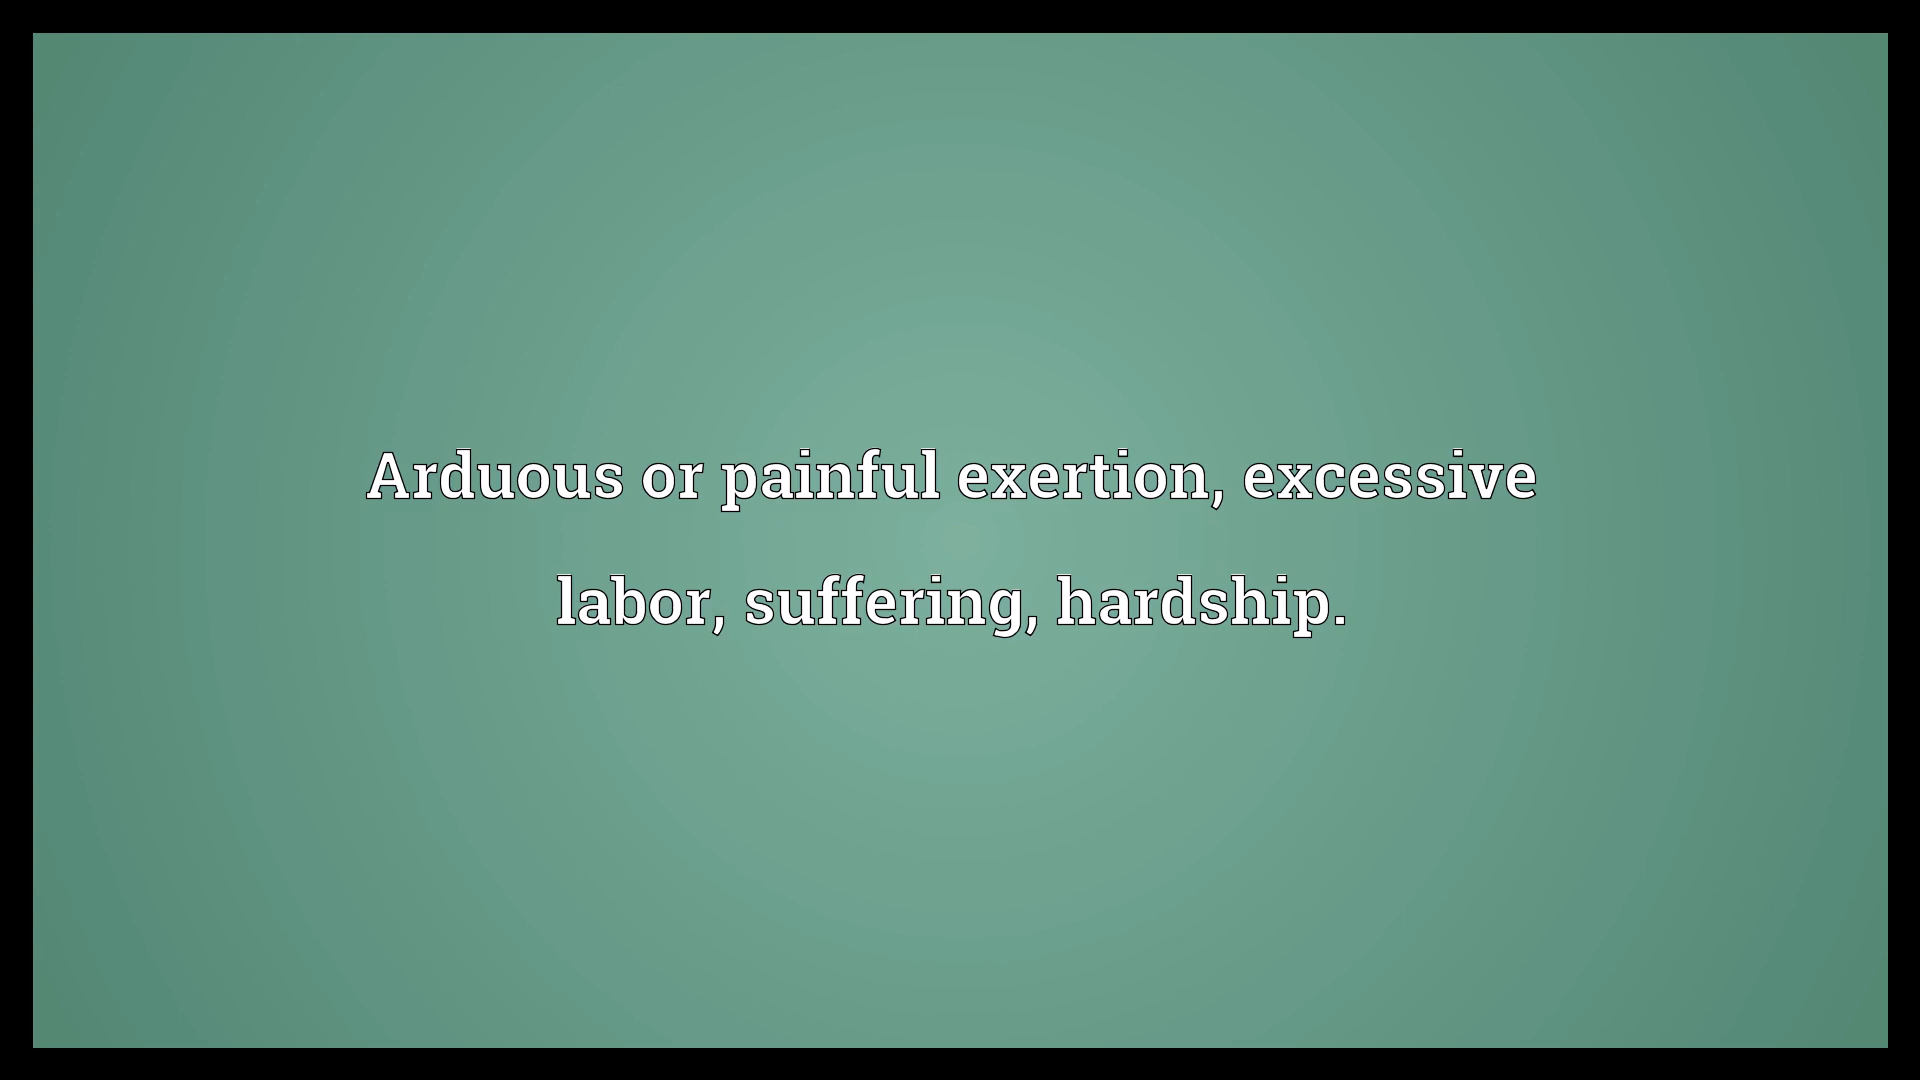 Arduous or painful exertion, excessive
labor, suffering, hardship.